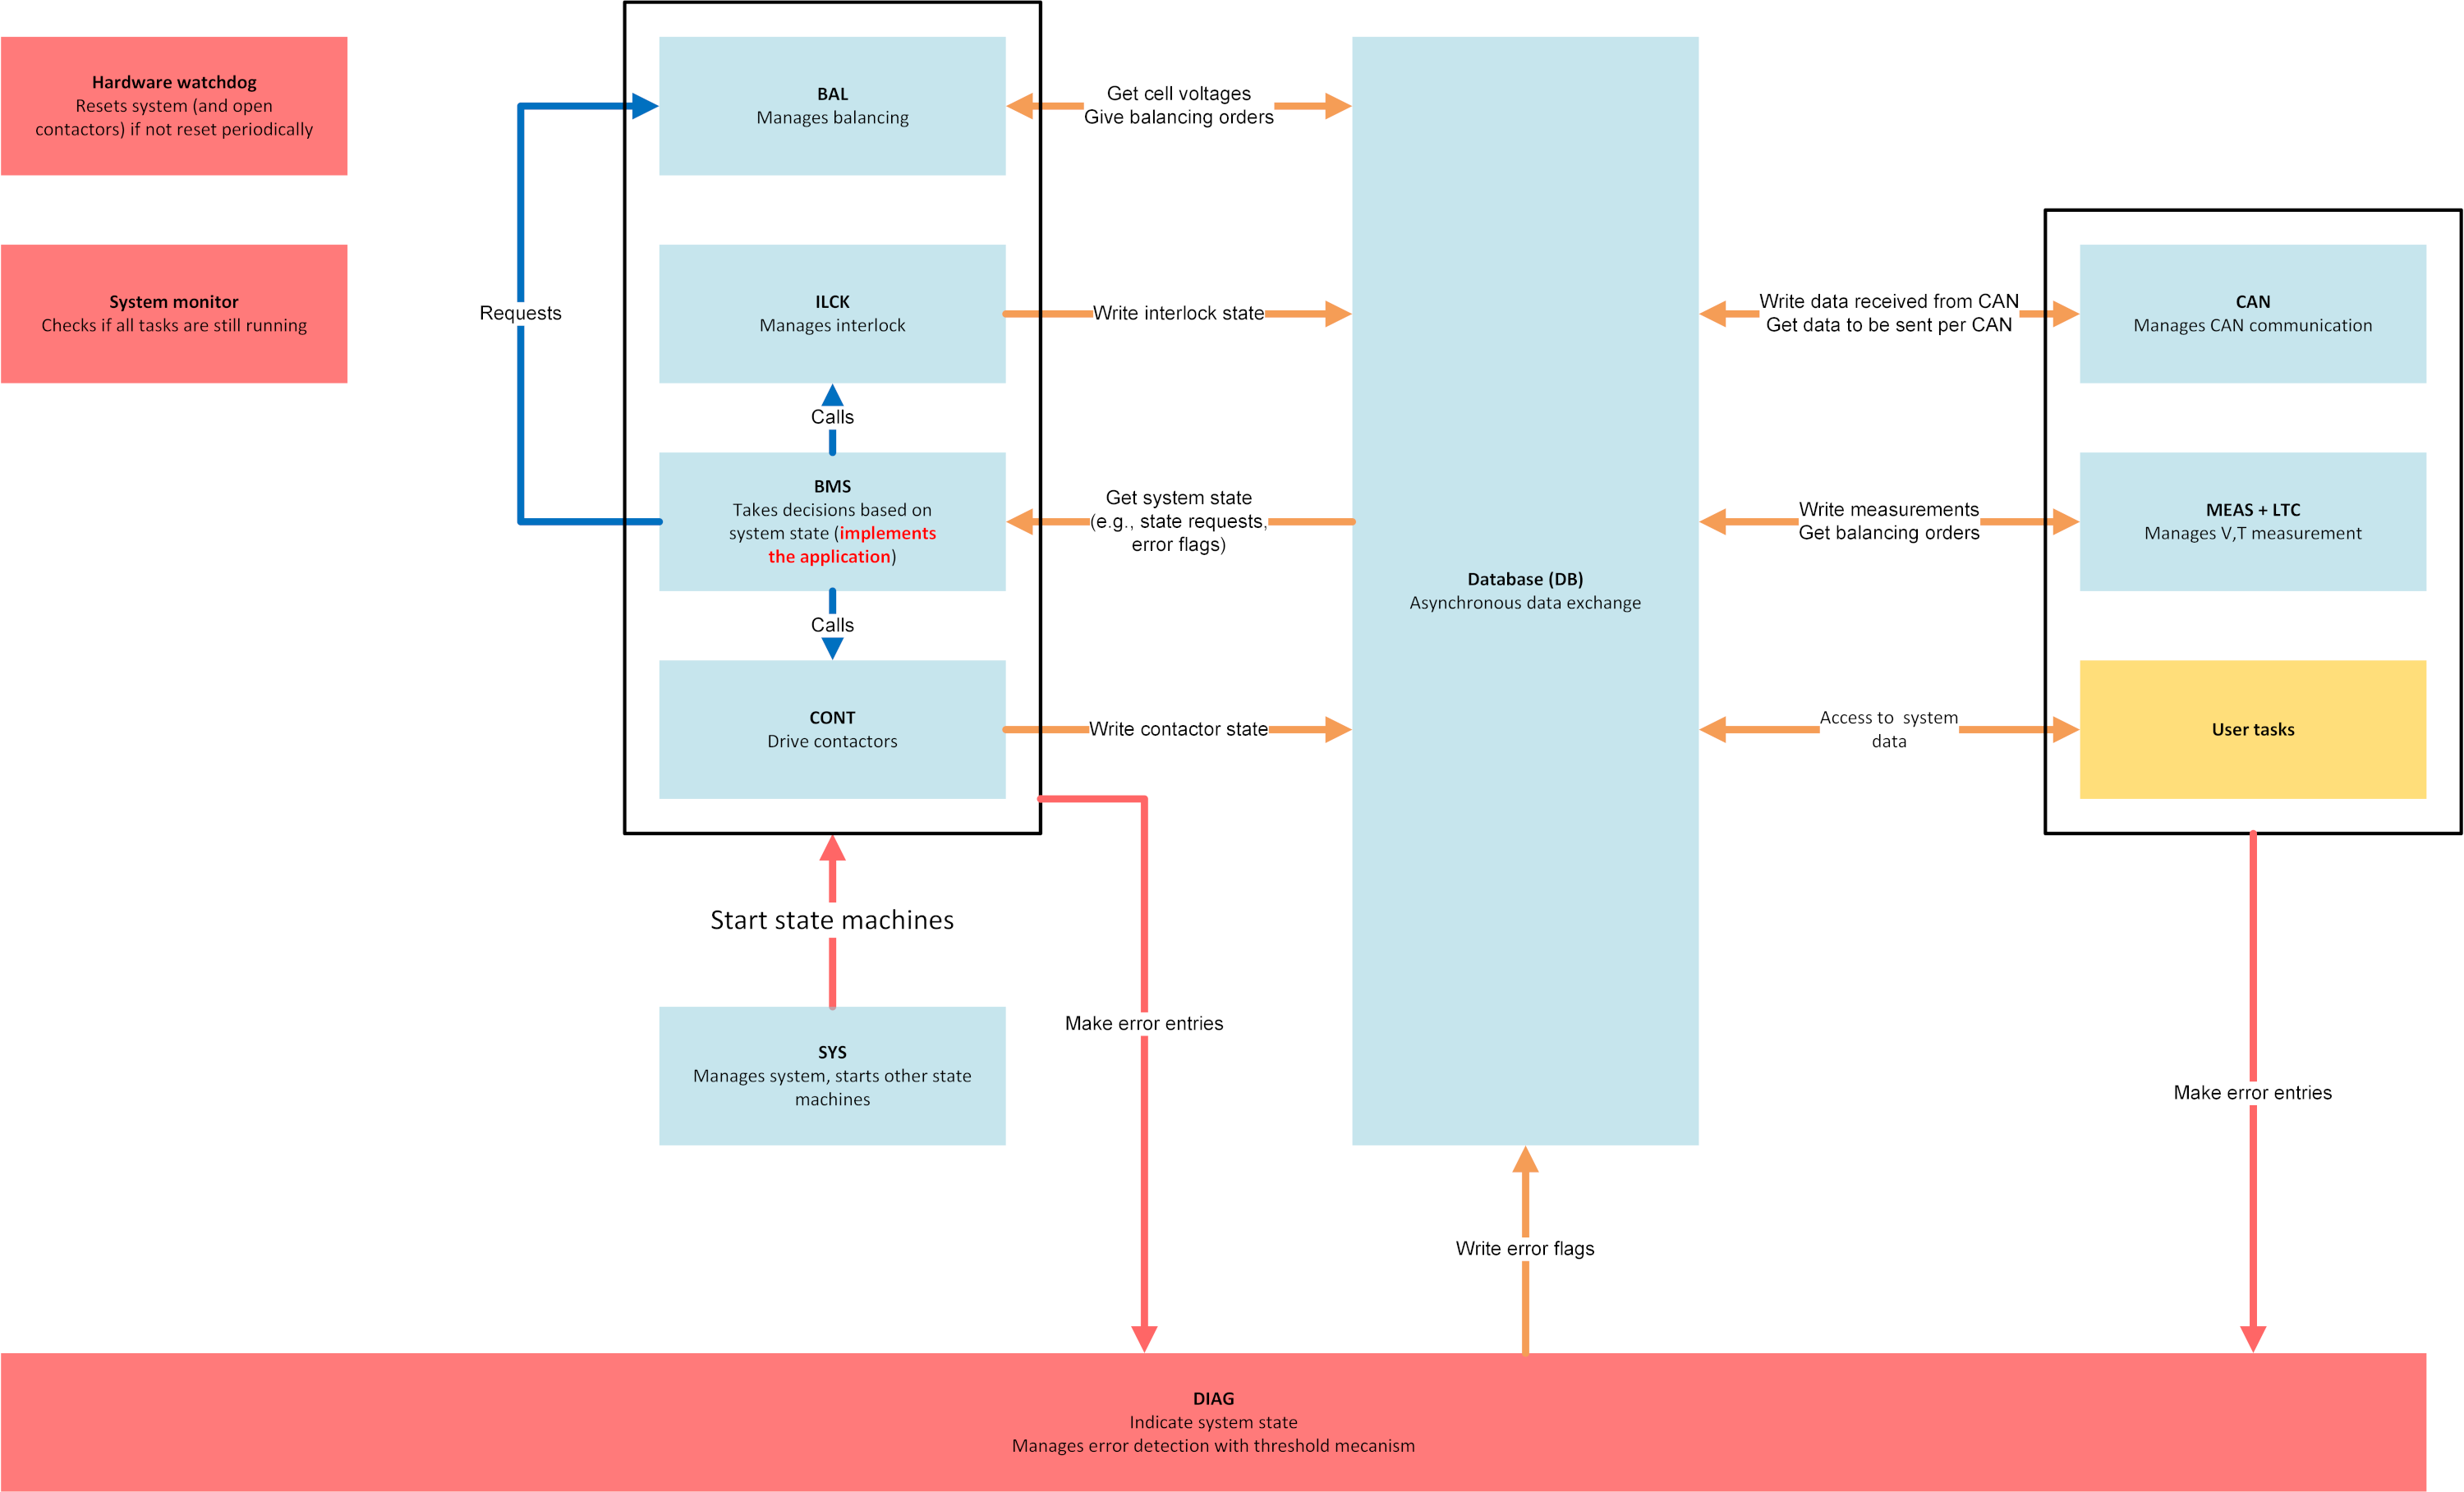 Hardware watchdog
Resets system (and open
contactors) if not reset periodically
System monitor
Checks if all tasks are still running
Requests
BAL
Manages balancing
ILCK
Manages interlock
Calls
BMS
Takes decisions based on
system state (implements
the application)
Calls
CONT
Drive contactors
Start state machines
SYS
Manages system, starts other state
machines
Get cell voltages
Give balancing orders
Write interlock state
Get system state
(e.g., state requests,
error flags)
Write contactor state
Make error entries
Database (DB)
Asynchronous data exchange
Write error flags
Write data received from CAN
Get data to be sent per CAN
Write measurements
Get balancing orders
Access to  system
data
CAN
Manages CAN communication
MEAS + LTC
Manages V,T measurement
User tasks
Make error entries
DIAG
Indicate system state
Manages error detection with threshold mecanism